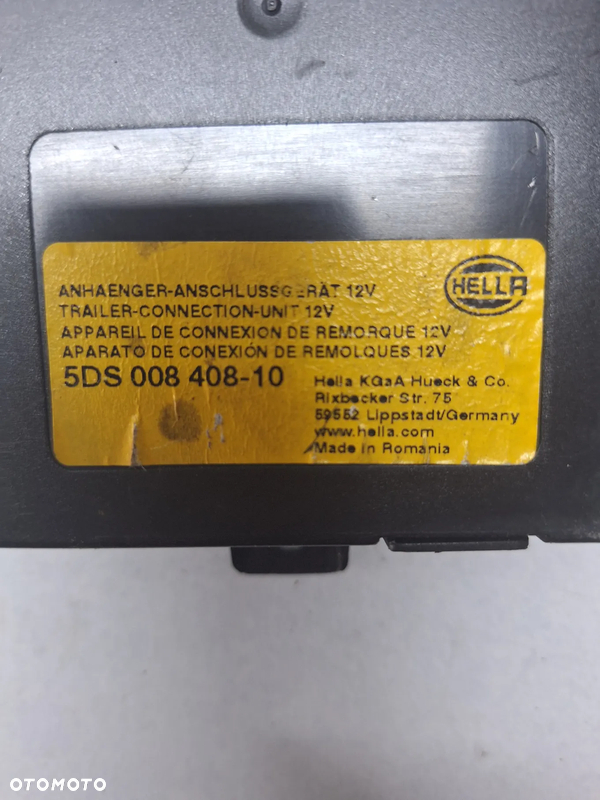 HELLA
ANHAENGER-ANSCHLUSSGERÄT 12V
TRAILER-CONNECTION-UNIT 12V
APPAREIL DE CONNEXION DE REMORQUE 12V
APARATO DE CONEXIÓN DE REMOLQUES 12V
5DS 008 408-10
Hella KGaA Hueck & Co.
Rixbecker Str. 75
59552 Lippstadt/Germany
www.hella.com
Made in Romania
OTOMOTO